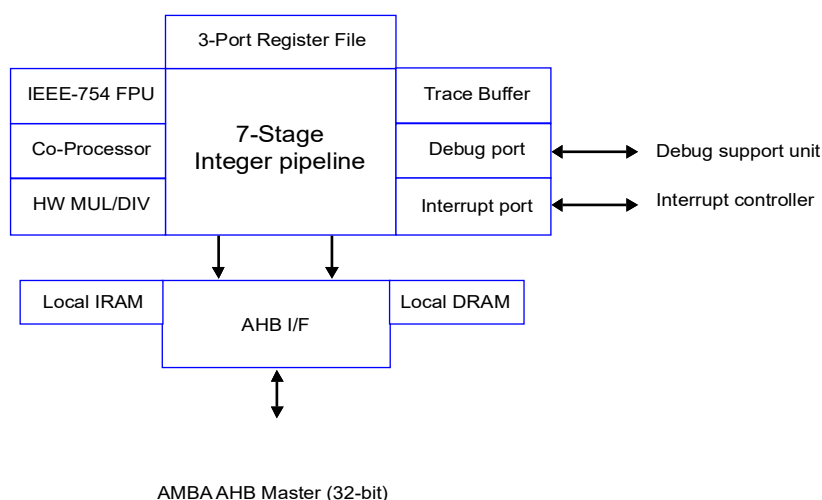 3-Port Register File
IEEE-754 FPU
Trace Buffer
7-Stage
Integer pipeline
Co-Processor
Debug port
Debug support unit
HW MUL/DIV
Interrupt port
Interrupt controller
Local IRAM
Local DRAM
AHB I/F
AMBA AHB Master (32-bit)